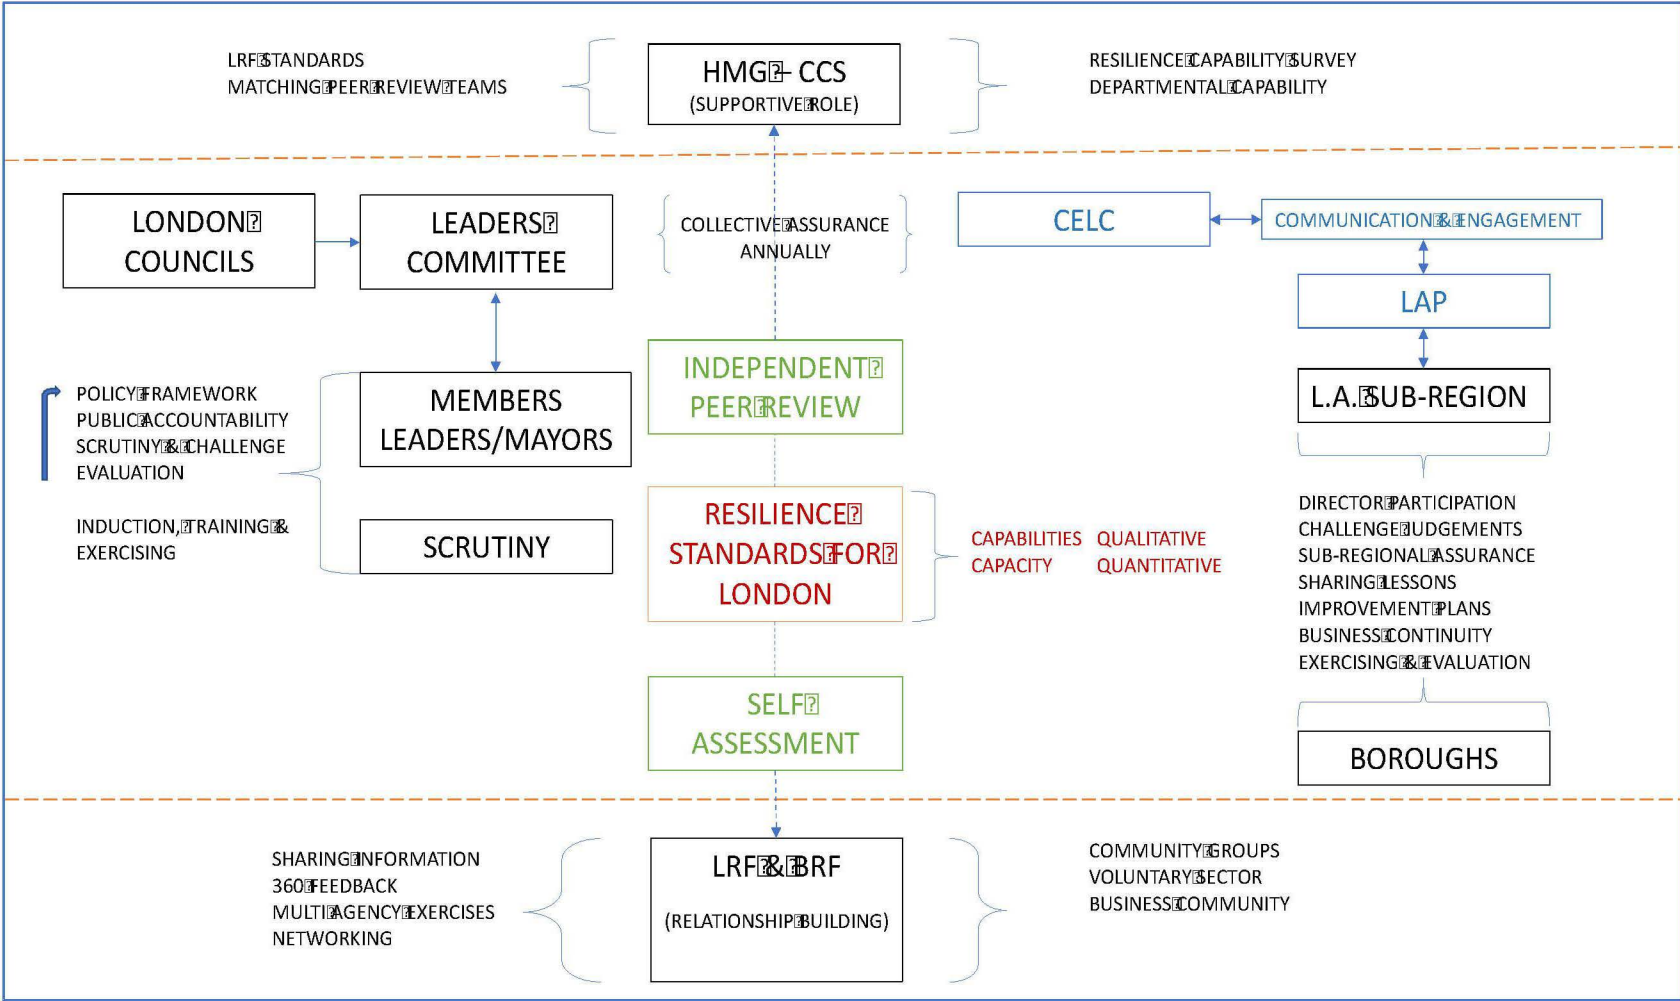 LRF STANDARDS
MATCHING PEER REVIEW TEAMS
HMG – CCS
(SUPPORTIVE ROLE)
RESILIENCE CAPABILITY SURVEY
DEPARTMENTAL CAPABILITY
LONDON
COUNCILS
LEADERS
COMMITTEE
COLLECTIVE ASSURANCE
ANNUALLY
CELC
COMMUNICATION & ENGAGEMENT
LAP
L.A. SUB-REGION
INDEPENDENT
PEER REVIEW
POLICY FRAMEWORK
PUBLIC ACCOUNTABILITY
SCRUTINY & CHALLENGE
EVALUATION
INDUCTION, TRAINING &
EXERCISING
MEMBERS
LEADERS/MAYORS
SCRUTINY
RESILIENCE
STANDARDS FOR
LONDON
CAPABILITIES QUALITATIVE
CAPACITY QUANTITATIVE
DIRECTOR PARTICIPATION
CHALLENGE JUDGEMENTS
SUB-REGIONAL ASSURANCE
SHARING LESSONS
IMPROVEMENT PLANS
BUSINESS CONTINUITY
EXERCISING & EVALUATION
SELF
ASSESSMENT
BOROUGHS
SHARING INFORMATION
360 FEEDBACK
MULTI AGENCY EXERCISES
NETWORKING
LRF & BRF
(RELATIONSHIP BUILDING)
COMMUNITY GROUPS
VOLUNTARY SECTOR
BUSINESS COMMUNITY